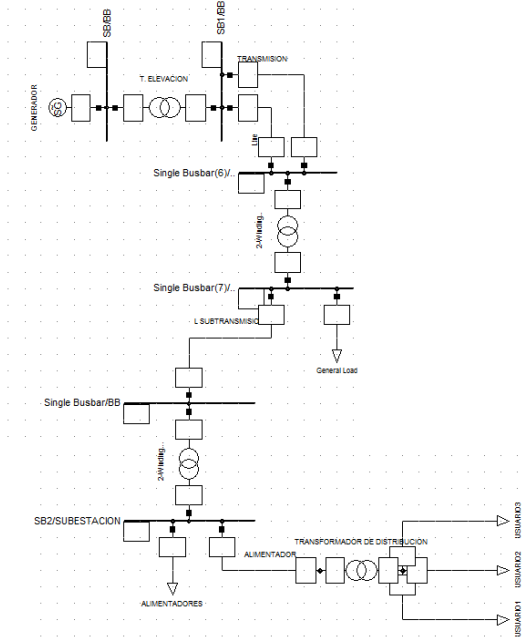 SB/BB
SB1/BB
TRANSMISION
T. ELEVACION
GENERADOR
SG
Line
Single Busbar(6)/..
2-Winding..
Single Busbar(7)/..
L SUBTRANSMISIO
General Load
Single Busbar/BB
2-Winding..
SB2/SUBESTACION
TRANSFORMADOR DE DISTRIBUCION
ALIMENTADOR
ALIMENTADORES
USUARIO3
USUARIO2
USUARIO1